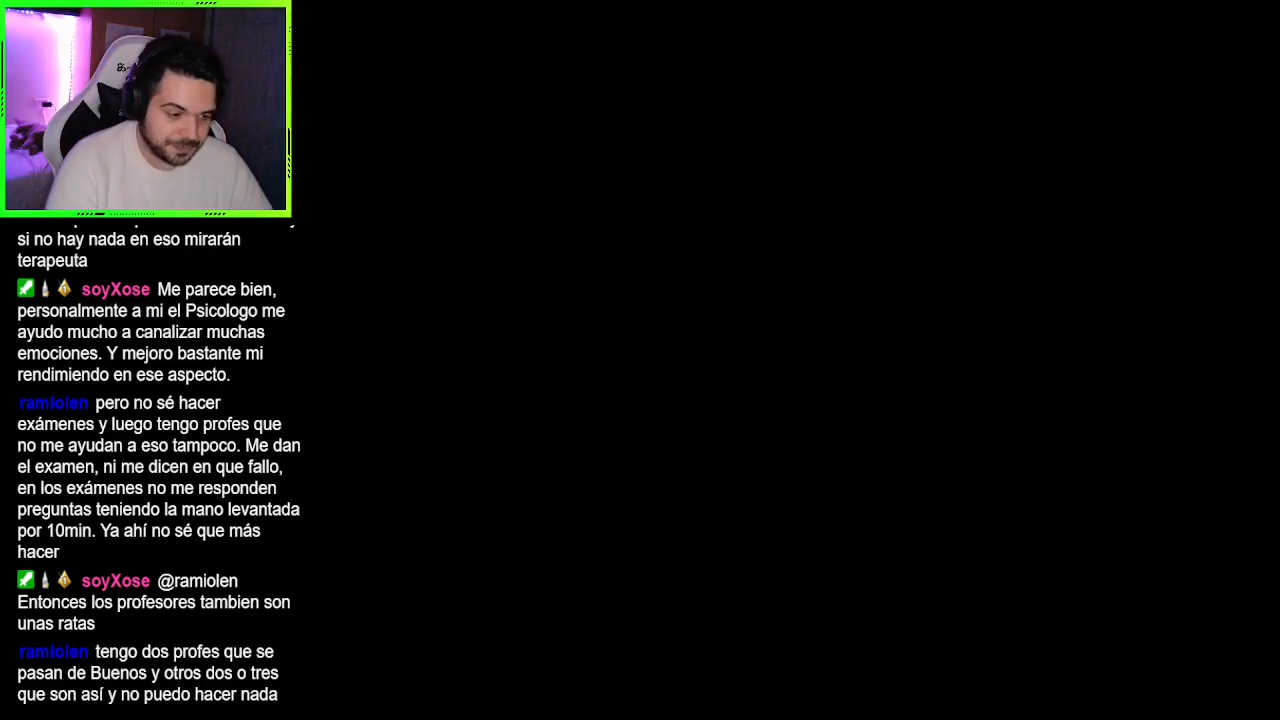 si no hay nada en eso mirarán
terapeuta
soyXose Me parece bien,
personalmente a mi el Psicologo me
ayudo mucho a canalizar muchas
emociones. Y mejoro bastante mi
rendimiendo en ese aspecto.
ramiolen pero no sé hacer
exámenes y luego tengo profes que
no me ayudan a eso tampoco. Me dan
el examen, ni me dicen en que fallo,
en los exámenes no me responden
preguntas teniendo la mano levantada
por 10min. Ya ahí no sé que más
hacer
soyXose @ramiolen
Entonces los profesores tambien son
unas ratas
ramiolen tengo dos profes que se
pasan de Buenos y otros dos o tres
que son así y no puedo hacer nada